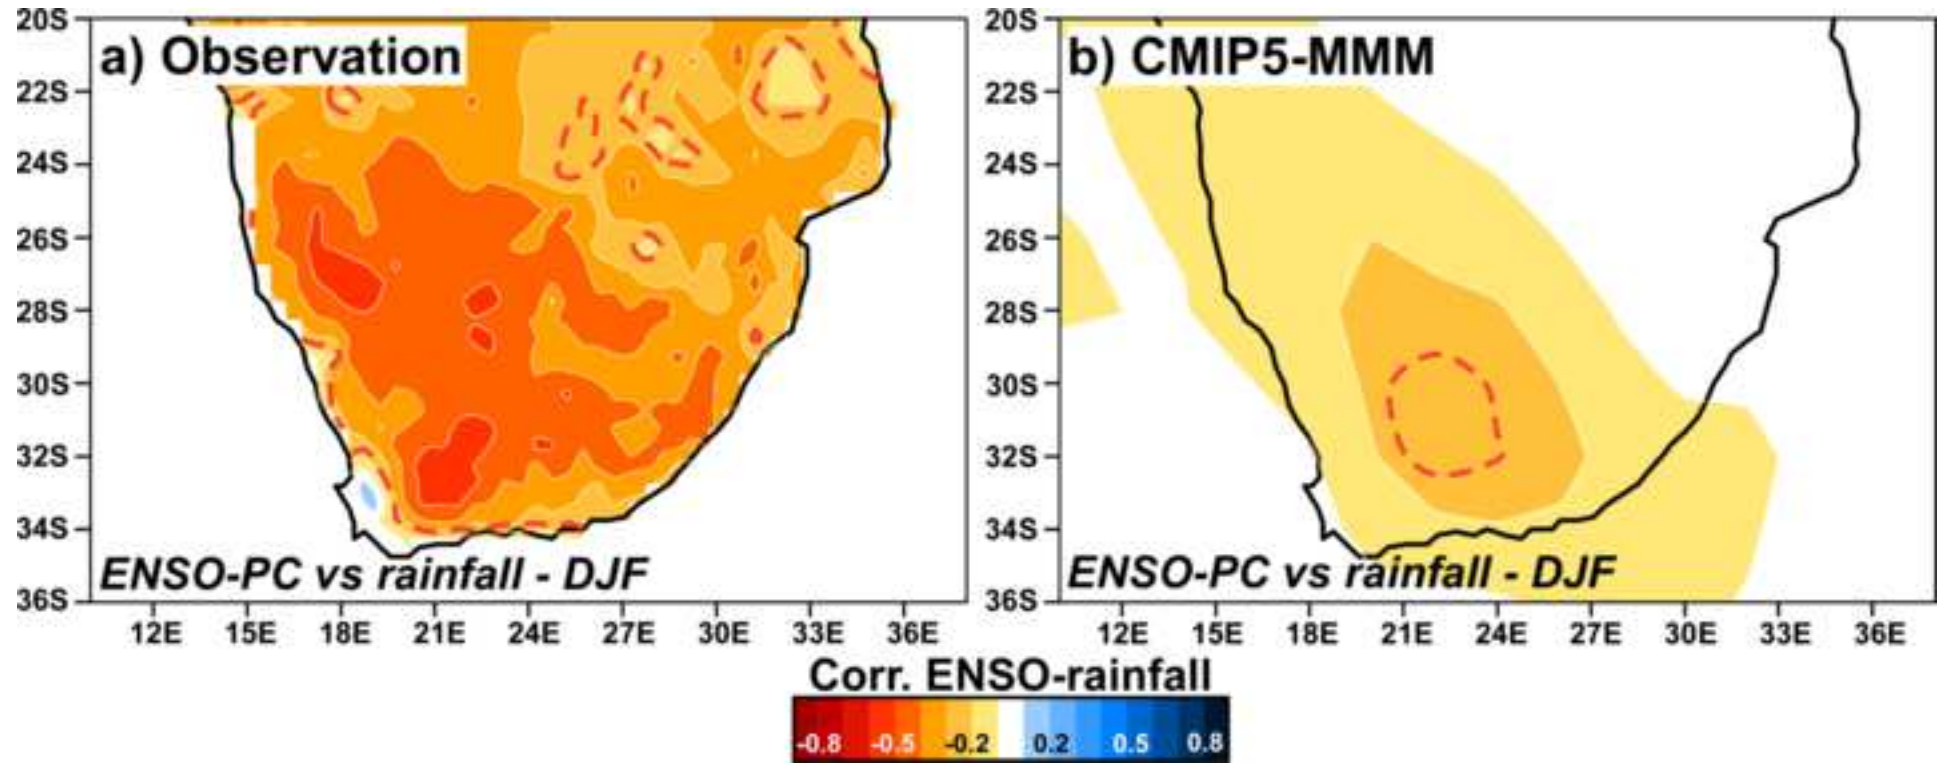 a) Observation
20S
22S
24S
26S
28S
30S
32S
34S
36S
ENSO-PC vs rainfall - DJF
12E 15E 18E 21E 24E 27E 30E 33E 36E
b) CMIP5-MMM
20S
22S
24S
26S
28S
30S
32S
34S
36S
ENSO-PC vs rainfall - DJF
12E 15E 18E 21E 24E 27E 30E 33E 36E
Corr. ENSO-rainfall
-0.8 -0.5 -0.2 0.2 0.5 0.8